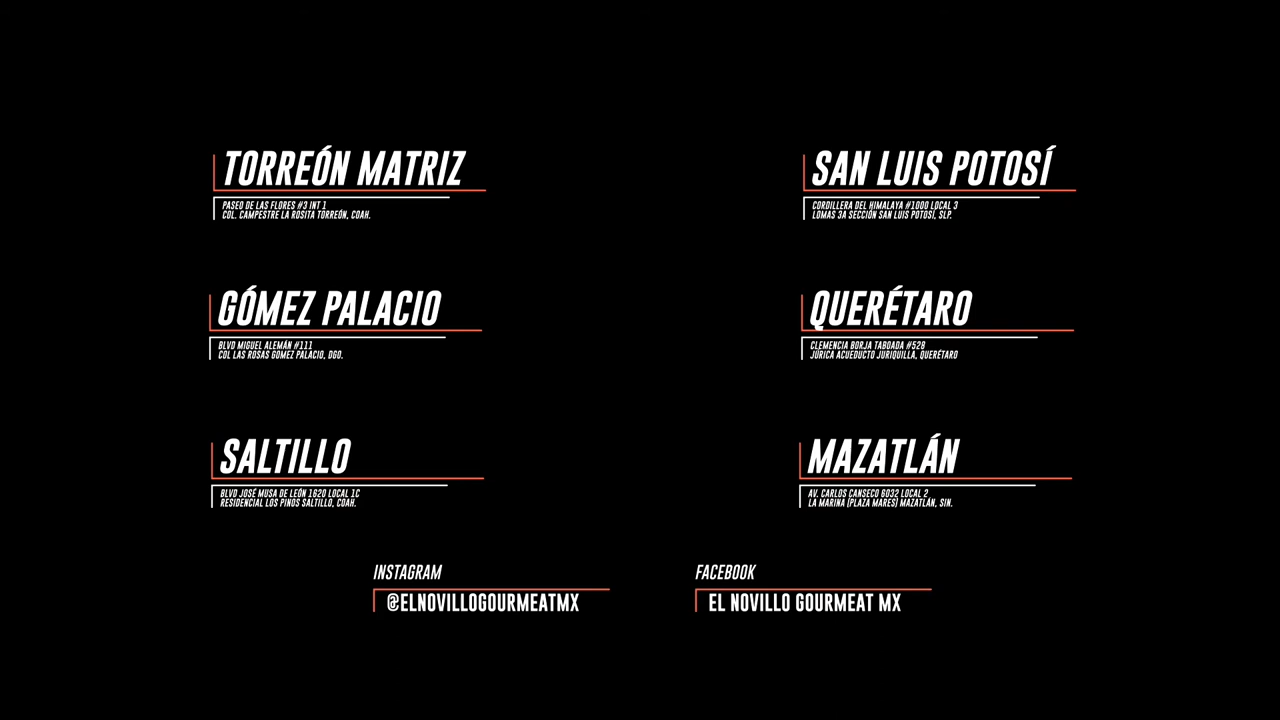 TORREÓN MATRIZ
PASEO DE LAS FLORES #3 INT 1
COL. CAMPESTRE LA ROSITA TORREÓN, COAH.
GÓMEZ PALACIO
BLVD MIGUEL ALEMÁN #111
COL LAS ROSAS GOMEZ PALACIO, DGO.
SALTILLO
BLVD JOSÉ MUSA DE LEÓN 1620 LOCAL 1C
RESIDENCIAL LOS PINOS SALTILLO, COAH.
SAN LUIS POTOSÍ
CORDILLERA DEL HIMALAYA #1000 LOCAL 3
LOMAS 3A SECCIÓN SAN LUIS POTOSÍ, SLP.
QUERÉTARO
CLEMENCIA BORJA TABOADA #528
JURICA ACUEDUCTO JURIQUILLA, QUERÉTARO
MAZATLÁN
AV. CARLOS CANSECO 6032 LOCAL 2
LA MARINA (PLAZA MARES) MAZATLÁN, SIN.
INSTAGRAM
@ELNOVILLOGOURMEATMX
FACEBOOK
EL NOVILLO GOURMEAT MX